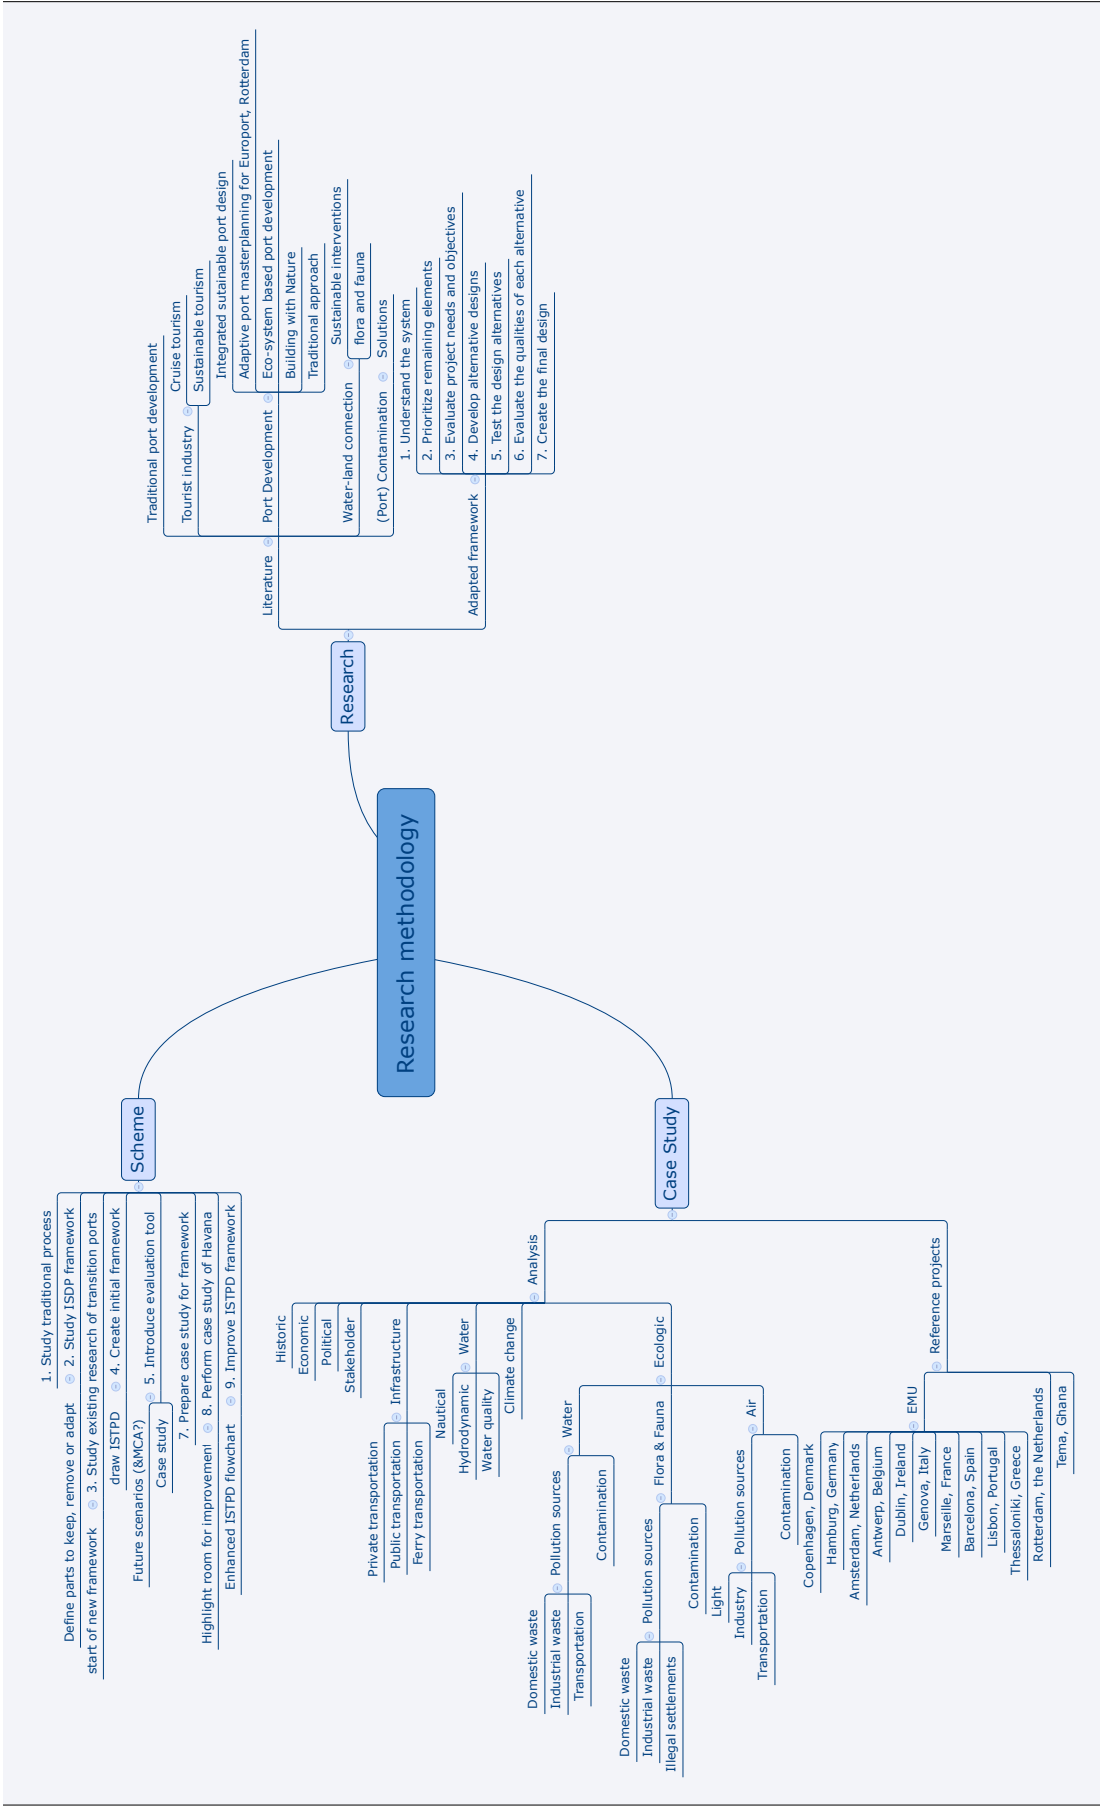 Research methodology
Research
Literature
Traditional port development
Tourist industry
Cruise tourism
Sustainable tourism
Port Development
Integrated sutainable port design
Adaptive port masterplanning for Europort, Rotterdam
Eco-system based port development
Building with Nature
Traditional approach
Water-land connection
Sustainable interventions
flora and fauna
(Port) Contamination
Solutions
Adapted framework
1. Understand the system
2. Prioritize remaining elements
3. Evaluate project needs and objectives
4. Develop alternative designs
5. Test the design alternatives
6. Evaluate the qualities of each alternative
7. Create the final design
Scheme
1. Study traditional process
2. Study ISDP framework
Define parts to keep, remove or adapt
3. Study existing research of transition ports
start of new framework
4. Create initial framework
draw ISTPD
5. Introduce evaluation tool
Future scenarios (&MCA?)
Case study
7. Prepare case study for framework
8. Perform case study of Havana
Highlight room for improvement
9. Improve ISTPD framework
Enhanced ISTPD flowchart
Case Study
Analysis
Historic
Economic
Political
Stakeholder
Infrastructure
Private transportation
Public transportation
Ferry transportation
Water
Nautical
Hydrodynamic
Water quality
Climate change
Ecologic
Water
Pollution sources
Domestic waste
Industrial waste
Transportation
Contamination
Flora & Fauna
Pollution sources
Domestic waste
Industrial waste
Illegal settlements
Contamination
Air
Pollution sources
Light
Industry
Transportation
Contamination
Reference projects
EMU
Copenhagen, Denmark
Hamburg, Germany
Amsterdam, Netherlands
Antwerp, Belgium
Dublin, Ireland
Genova, Italy
Marseille, France
Barcelona, Spain
Lisbon, Portugal
Thessaloniki, Greece
Rotterdam, the Netherlands
Tema, Ghana